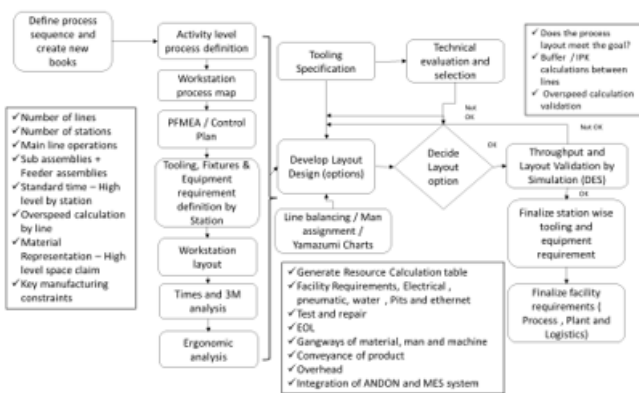 Define process
sequence and
create new
books
Activity level
process definition
Workstation
process map
PFMEA / Control
Plan
Tooling, Fixtures &
Equipment
requirement
definition by
Station
Workstation
layout
Times and 3M
analysis
Ergonomic
analysis
✓Number of lines
✓Number of stations
✓Main line operations
✓Sub assemblies +
Feeder assemblies
✓Standard time – High
level by station
✓Overspeed calculation
by line
✓Material
Representation – High
level space claim
✓Key manufacturing
constraints
Tooling
Specification
Technical
evaluation and
selection
Not
OK
Develop Layout
Design (options)
Decide
Layout
option
OK
Line balancing / Man
assignment /
Yamazumi Charts
✓Generate Resource Calculation table
✓Facility Requirements, Electrical ,
pneumatic, water , Pits and ethernet
✓Test and repair
✓EOL
✓Gangways of material, man and machine
✓Conveyance of product
✓Overhead
✓Integration of ANDON and MES system
✓ Does the process
layout meet the goal?
✓ Buffer / IPK
calculations between
lines
✓ Overspeed calculation
validation
Not OK
Throughput and
Layout Validation by
Simulation (DES)
OK
Finalize station wise
tooling and
equipment
requirement
Finalize facility
requirements (
Process , Plant and
Logistics)